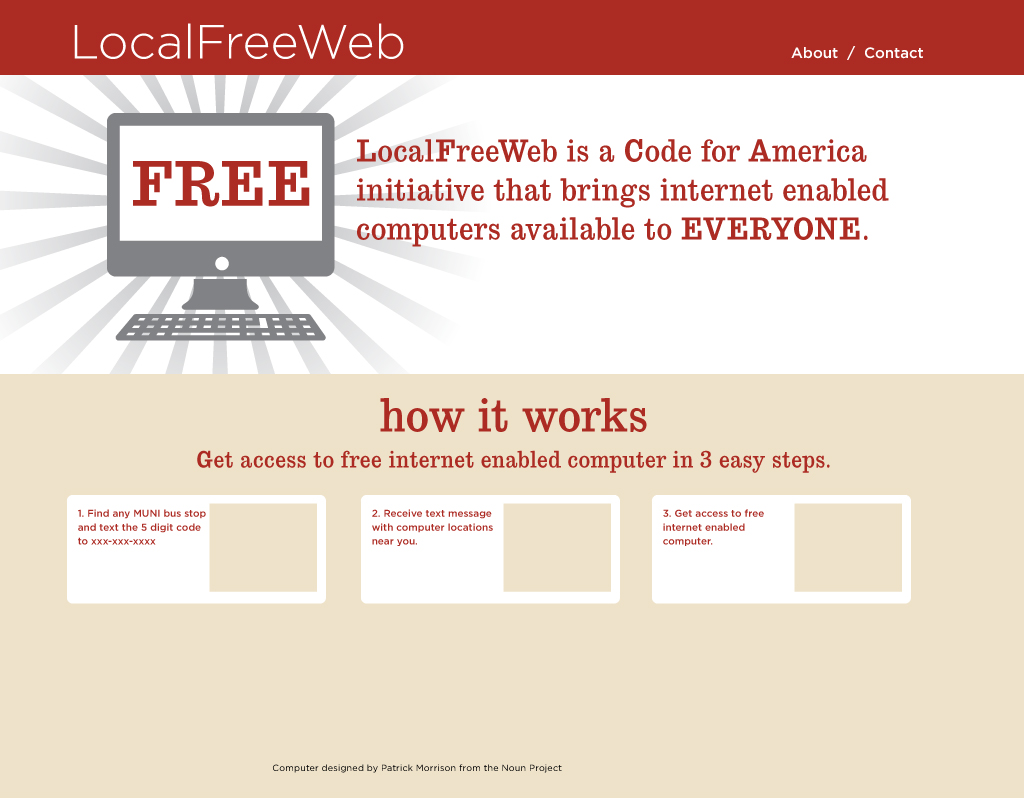 LocalFreeWeb
About / Contact
FREE
LocalFreeWeb is a Code for America
initiative that brings internet enabled
computers available to EVERYONE.
how it works
Get access to free internet enabled computer in 3 easy steps.
1. Find any MUNI bus stop
and text the 5 digit code
to xxx-xxx-xxxx
2. Receive text message
with computer locations
near you.
3. Get access to free
internet enabled
computer.
Computer designed by Patrick Morrison from the Noun Project